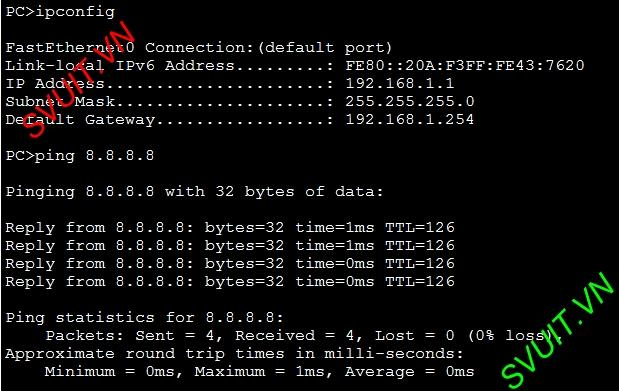 PC>ipconfig
FastEthernet0 Connection:(default port)
Link-local IPv6 Address.........: FE80::20A:F3FF:FE43:7620
IP Address......................: 192.168.1.1
Subnet Mask.....................: 255.255.255.0
Default Gateway.................: 192.168.1.254
PC>ping 8.8.8.8
Pinging 8.8.8.8 with 32 bytes of data:
Reply from 8.8.8.8: bytes=32 time=1ms TTL=126
Reply from 8.8.8.8: bytes=32 time=1ms TTL=126
Reply from 8.8.8.8: bytes=32 time=0ms TTL=126
Reply from 8.8.8.8: bytes=32 time=0ms TTL=126
Ping statistics for 8.8.8.8:
Packets: Sent = 4, Received = 4, Lost = 0 (0% loss),
Approximate round trip times in milli-seconds:
Minimum = 0ms, Maximum = 1ms, Average = 0ms
SVUIT.VN
SVUIT.VN